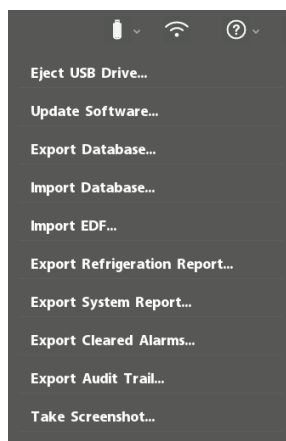 Eject USB Drive...
Update Software...
Export Database...
Import Database...
Import EDF...
Export Refrigeration Report...
Export System Report...
Export Cleared Alarms...
Export Audit Trail...
Take Screenshot...